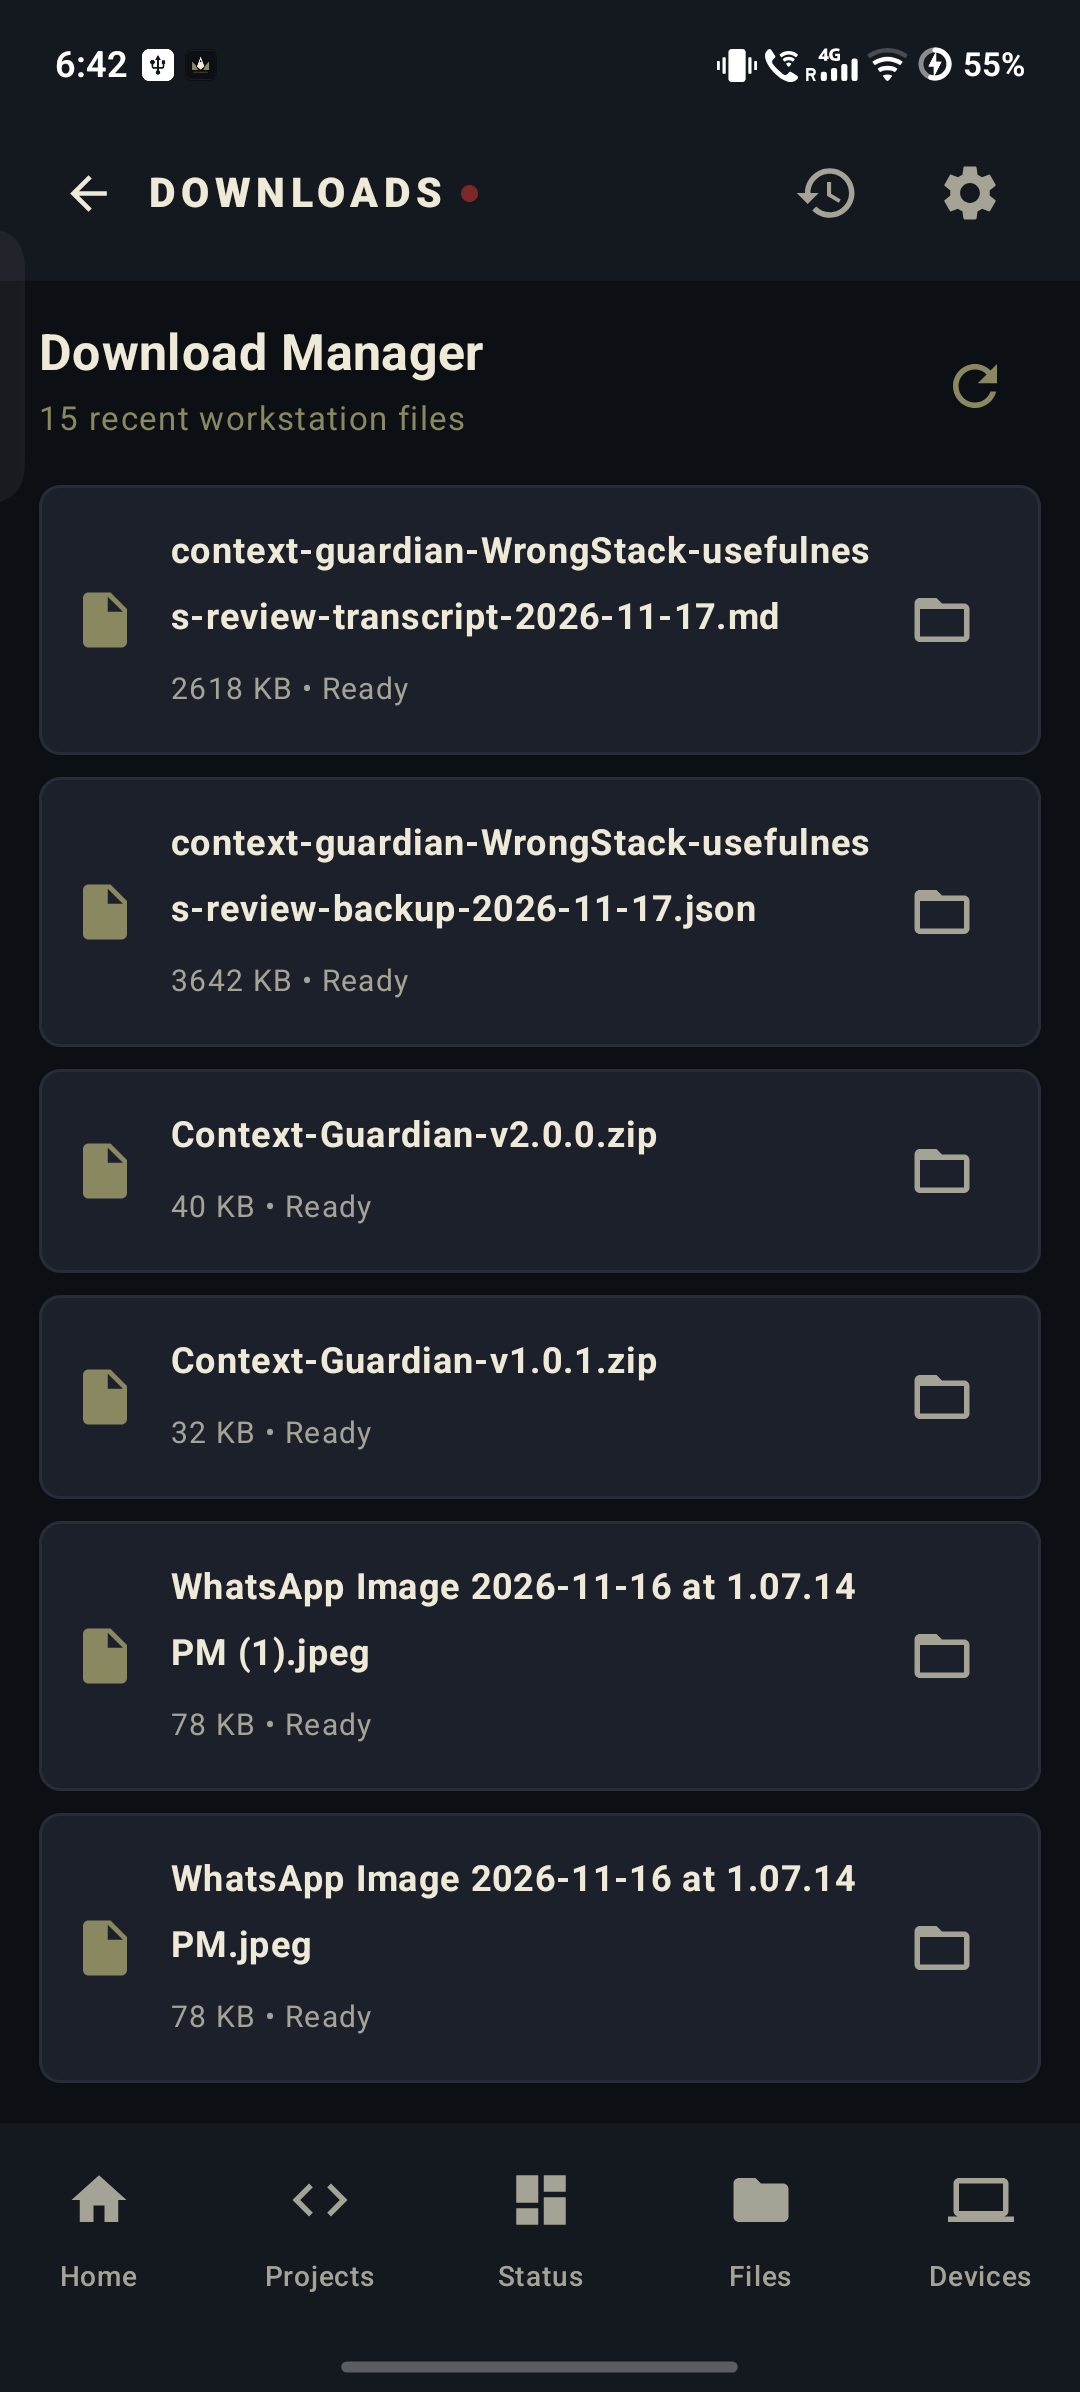 6:42
4G
R
55%
DOWNLOADS
Download Manager
15 recent workstation files
context-guardian-WrongStack-usefulnes
s-review-transcript-2026-11-17.md
2618 KB • Ready
context-guardian-WrongStack-usefulnes
s-review-backup-2026-11-17.json
3642 KB • Ready
Context-Guardian-v2.0.0.zip
40 KB • Ready
Context-Guardian-v1.0.1.zip
32 KB • Ready
WhatsApp Image 2026-11-16 at 1.07.14
PM (1).jpeg
78 KB • Ready
WhatsApp Image 2026-11-16 at 1.07.14
PM.jpeg
78 KB • Ready
Home
Projects
Status
Files
Devices